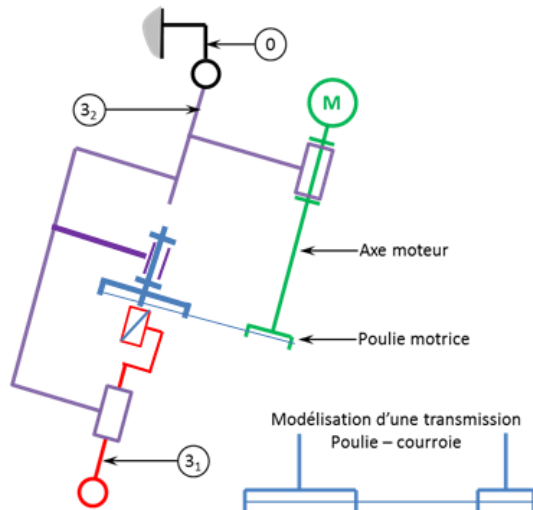 0
3₂
M
Axe moteur
Poulie motrice
Modélisation d'une transmission
Poulie – courroie
3₁